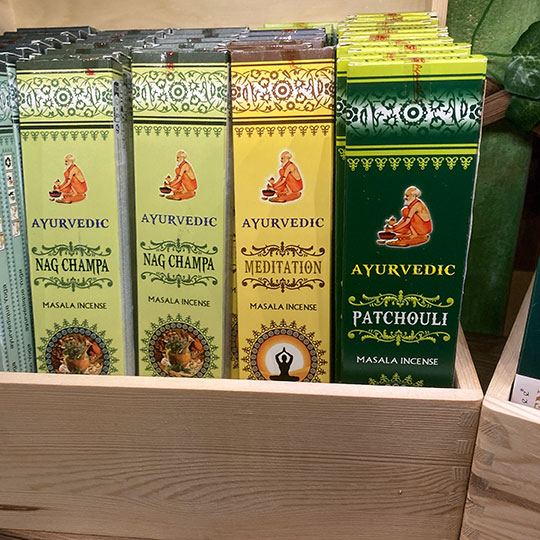 AYURVEDIC
NAG CHAMPA
MASALA INCENSE
AYURVEDIC
NAG CHAMPA
MASALA INCENSE
AYURVEDIC
MEDITATION
MASALA INCENSE
AYURVEDIC
PATCHOULI
MASALA INCENSE